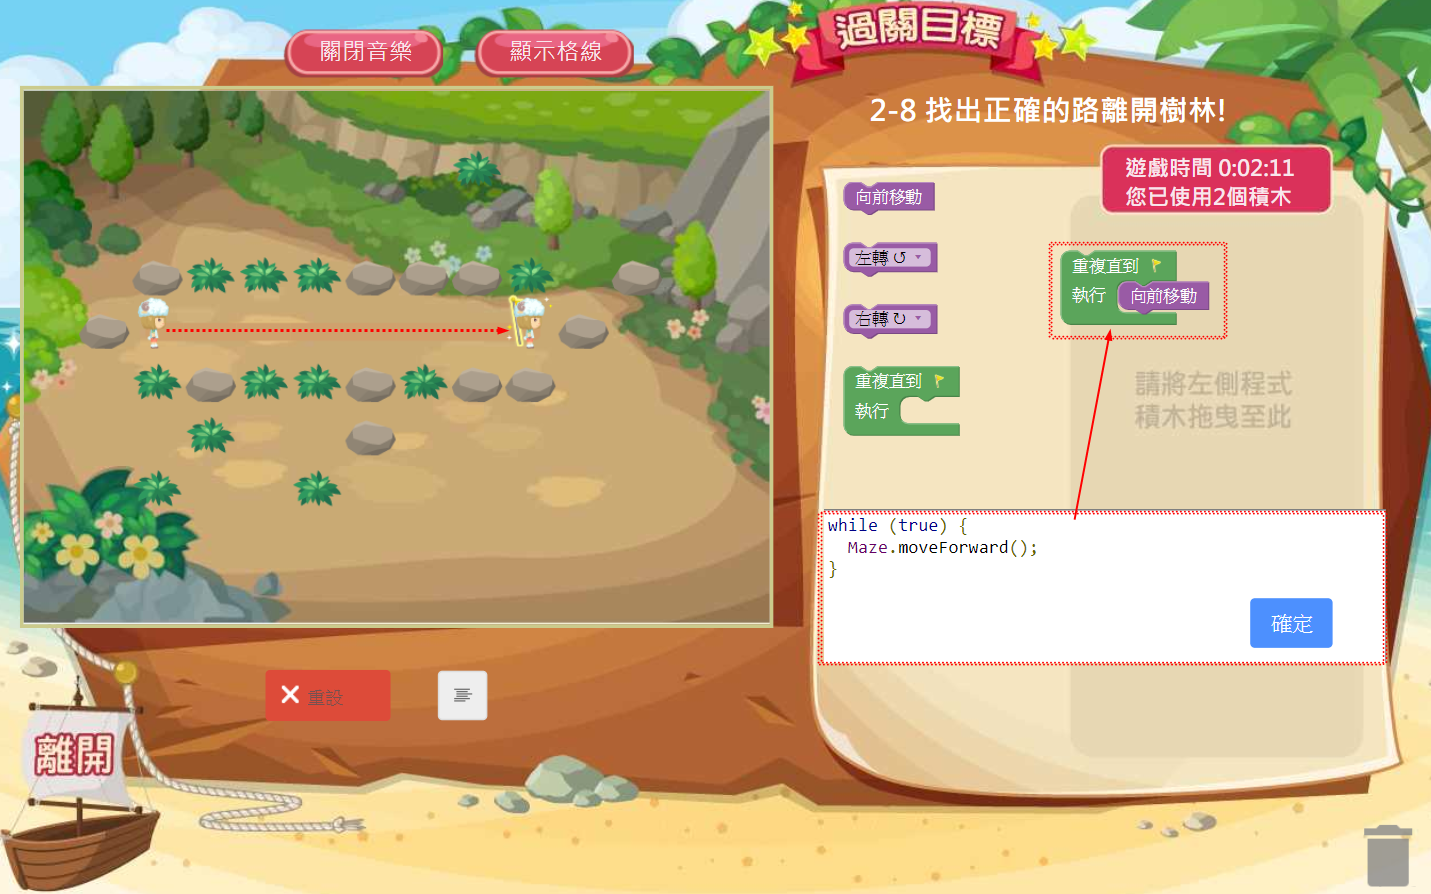 關閉音樂
顯示格線
過關目標
2-8 找出正確的路離開樹林!
遊戲時間 0:02:11
您已使用2個積木
向前移動
左轉 ↺
右轉 ↻
重複直到
執行
重複直到
執行 向前移動
請將左側程式
積木拖曳至此
while (true) {
  Maze.moveForward();
}
確定
重設
離開